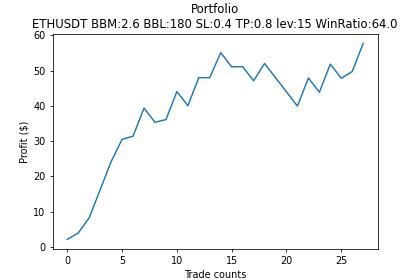 Portfolio
ETHUSDT BBM:2.6 BBL:180 SL:0.4 TP:0.8 lev:15 WinRatio:64.0
60
50
40
30
20
10
0
Profit ($)
0 5 10 15 20 25
Trade counts